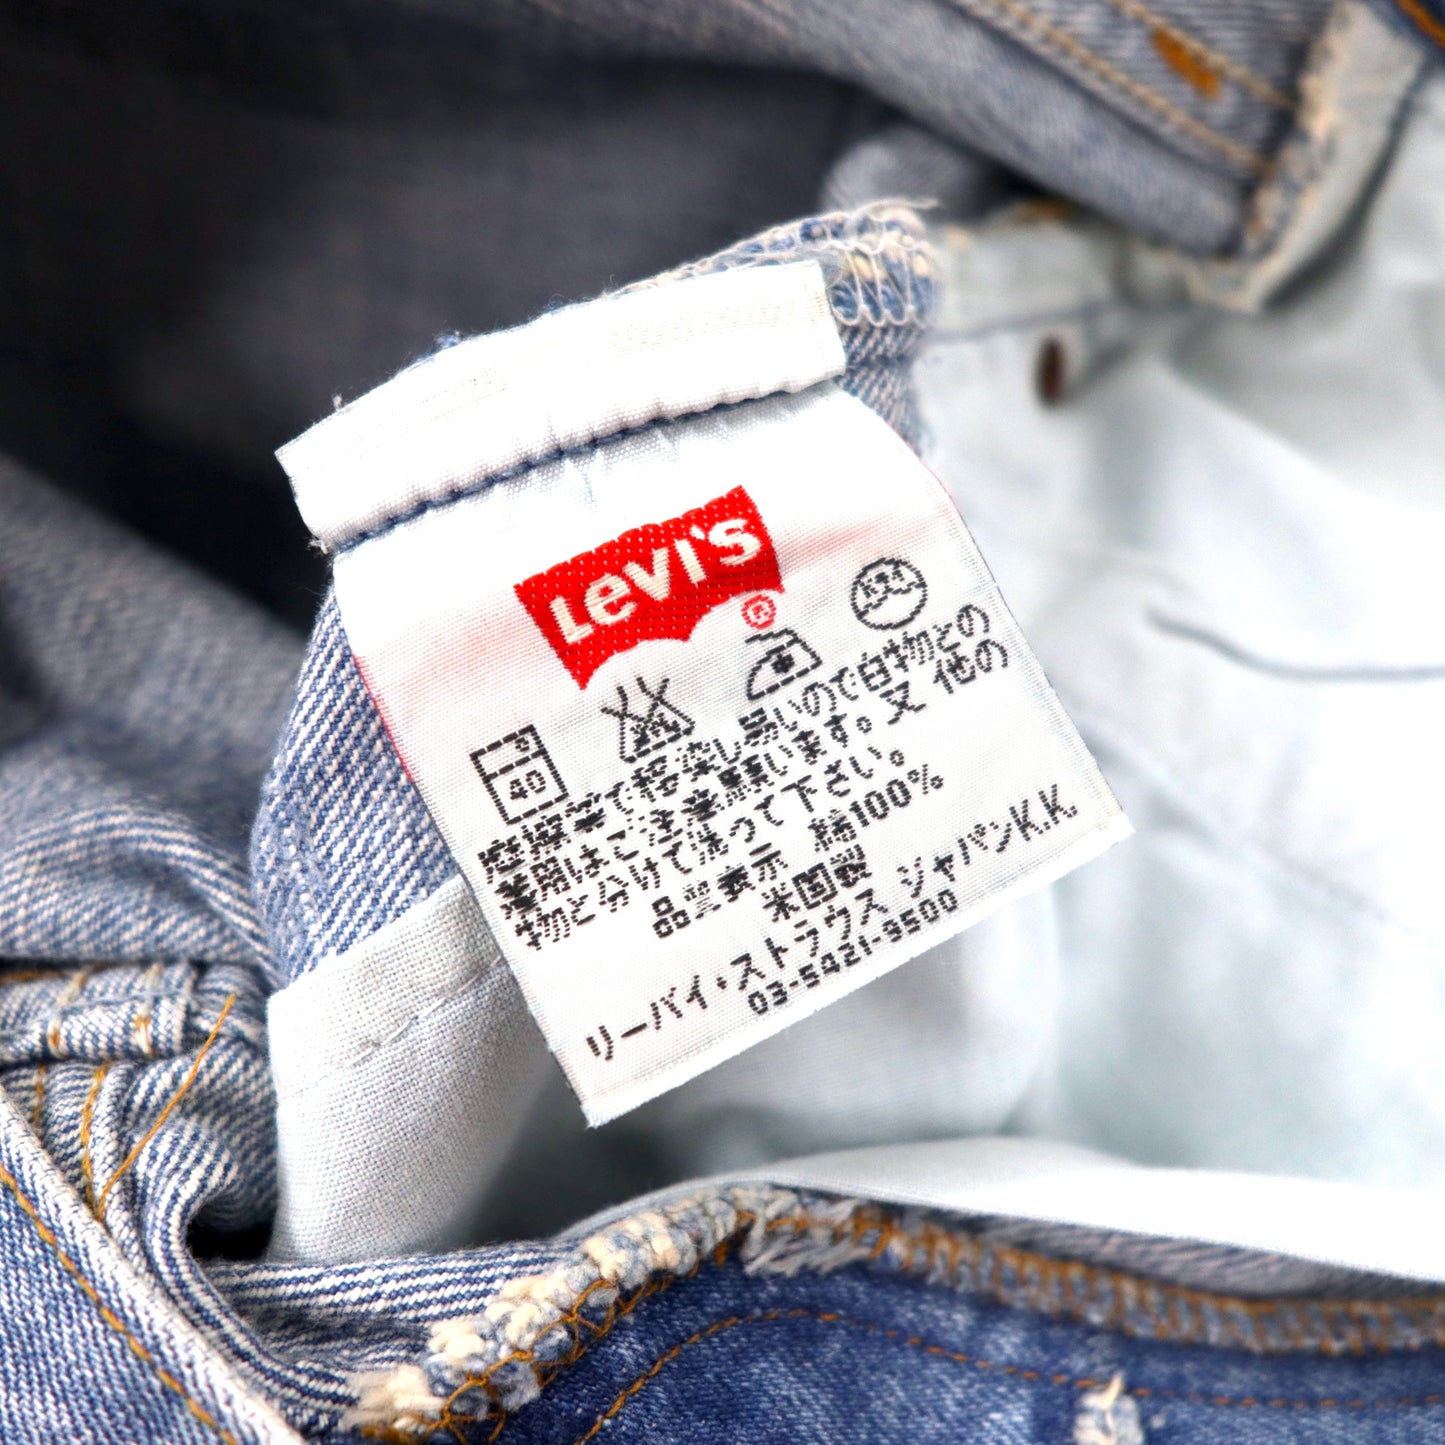 Levi's
®
40
湿摩擦で移染し易いので白物との
着用はご注意願います。又 他の
物と分けて洗って下さい。
品質表示 綿100%
米国製
リーバイ・ストラウス ジャパンK.K.
03-5421-9500